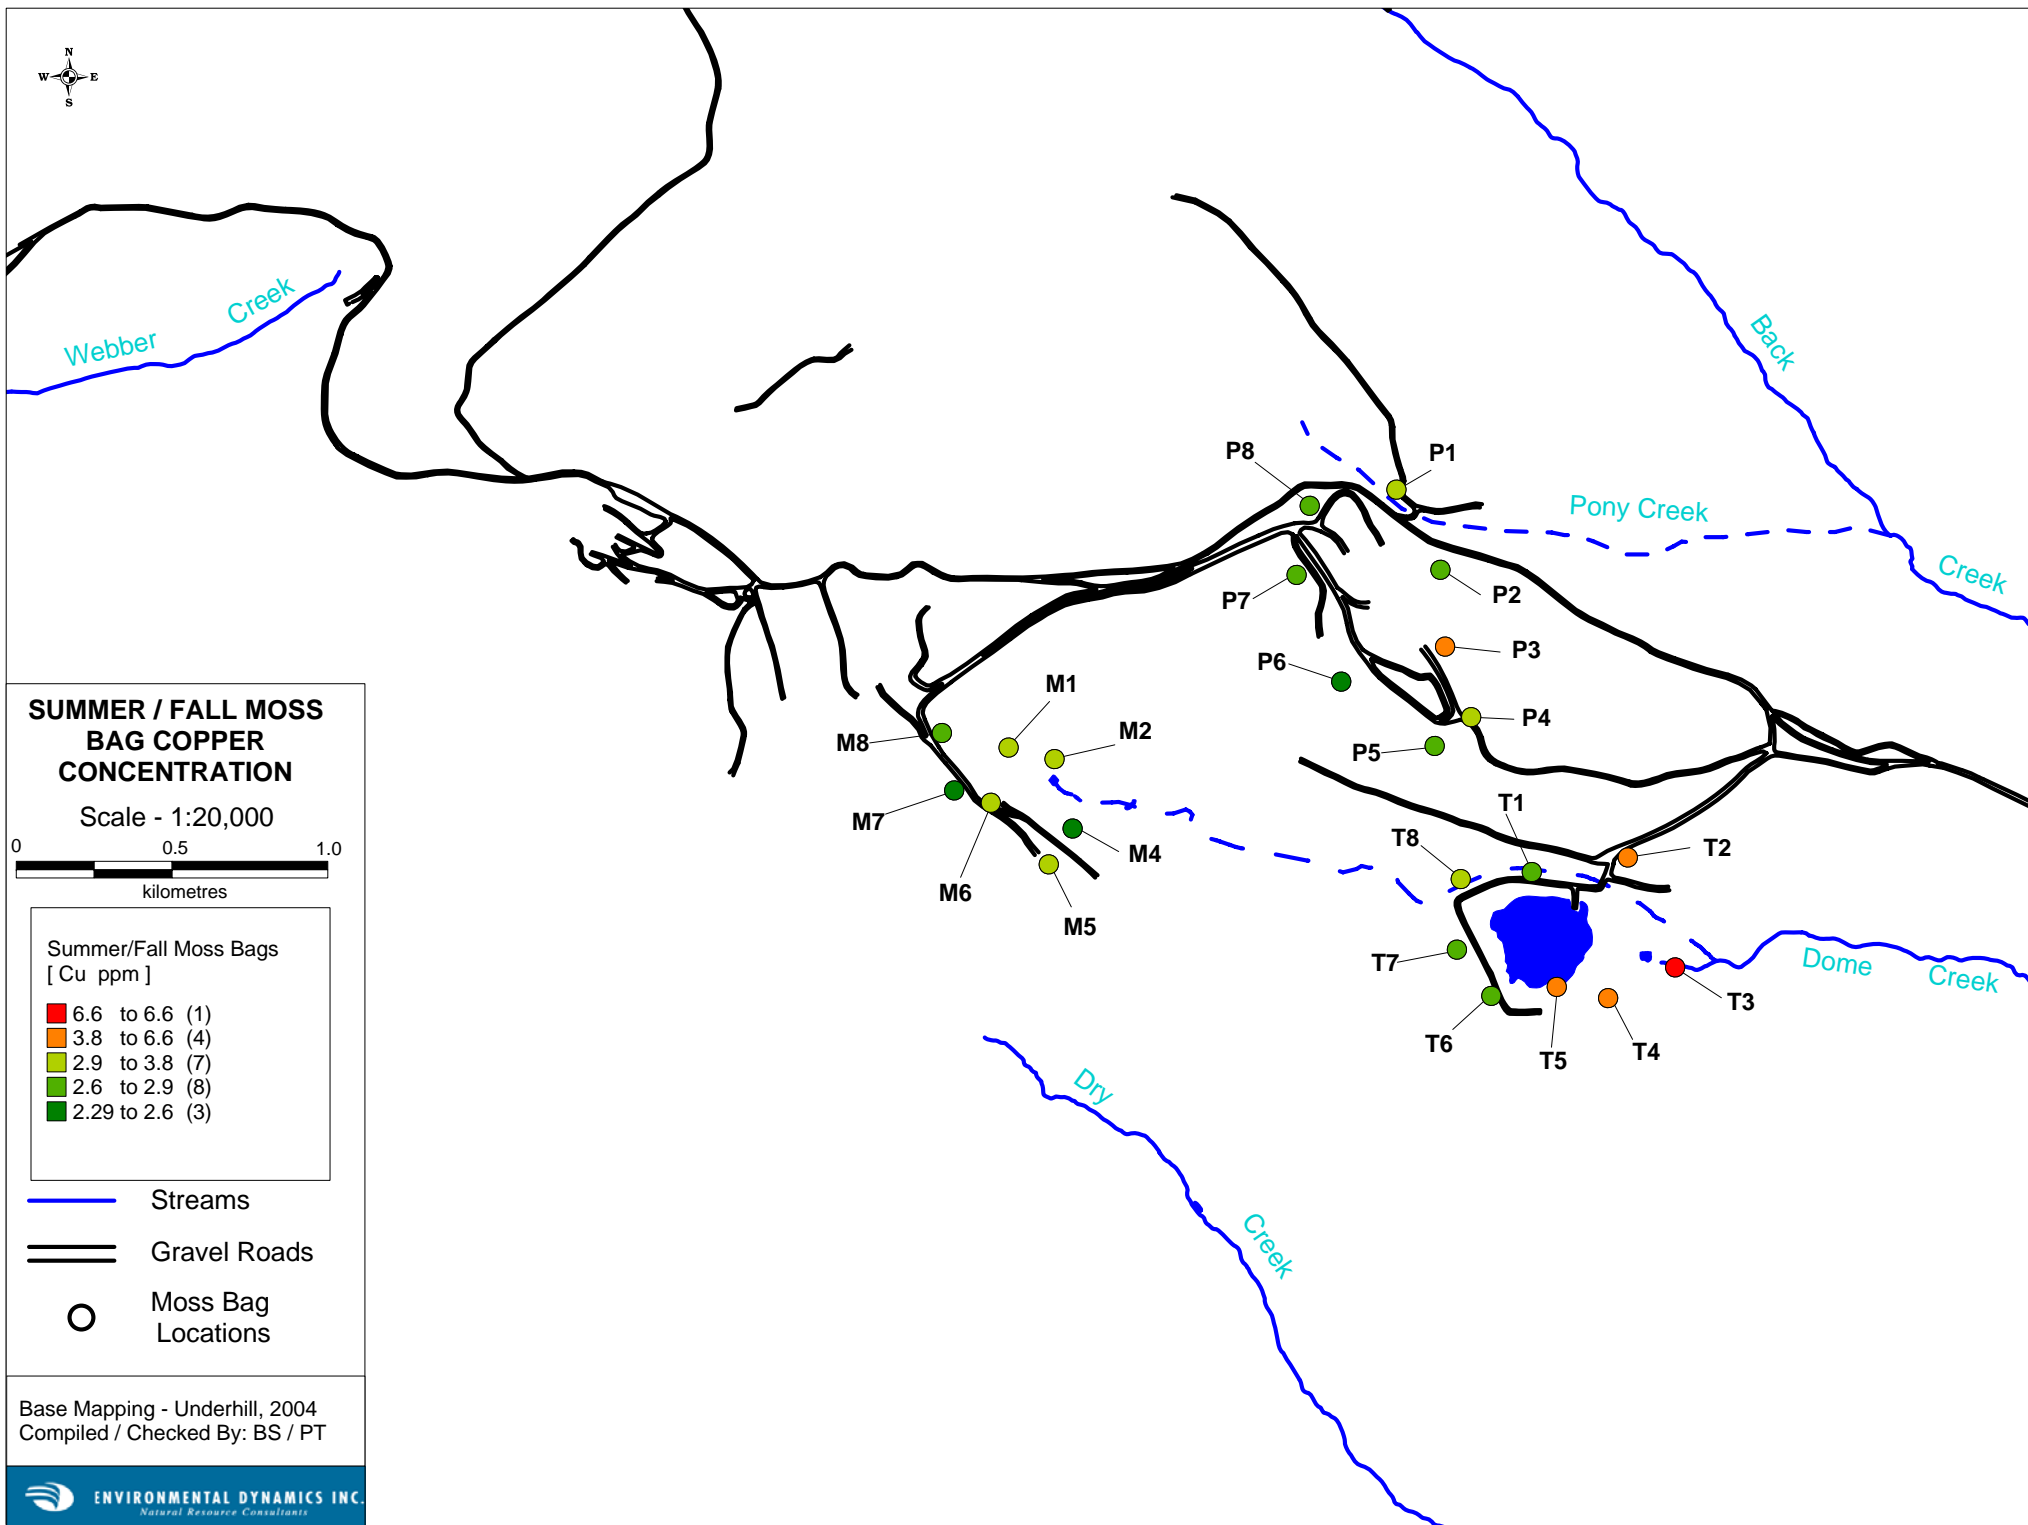 N
W E
S
Webber Creek
Back
Creek
Pony Creek
P8
P1
P7
P2
P6
P3
P4
P5
M1
M2
M8
M7
M4
M6
M5
T1
T2
T8
T7
T3
T6
T5
T4
Dome Creek
Dry
Creek
SUMMER / FALL MOSS
BAG COPPER
CONCENTRATION
Scale - 1:20,000
0 0.5 1.0
kilometres
Summer/Fall Moss Bags
[ Cu ppm ]
6.6 to 6.6 (1)
3.8 to 6.6 (4)
2.9 to 3.8 (7)
2.6 to 2.9 (8)
2.29 to 2.6 (3)
Streams
Gravel Roads
Moss Bag
Locations
Base Mapping - Underhill, 2004
Compiled / Checked By: BS / PT
ENVIRONMENTAL DYNAMICS INC.
Natural Resource Consultants